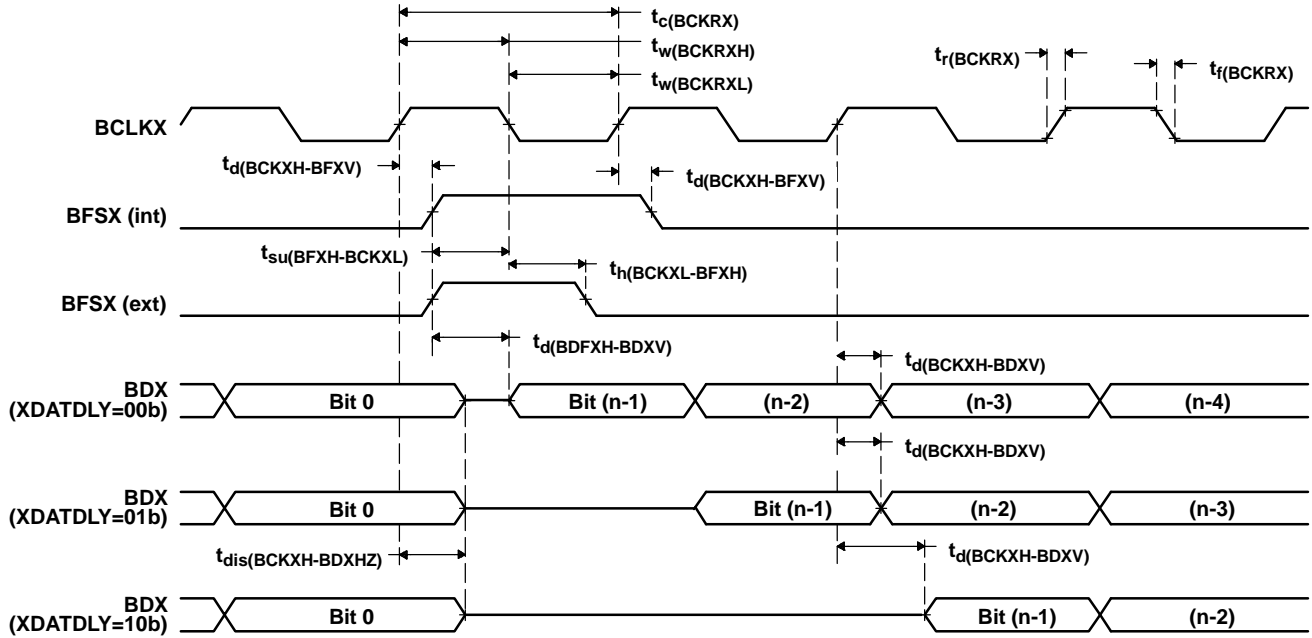 tc(BCKRX)
tw(BCKRXH)
tw(BCKRXL)
tr(BCKRX)
tf(BCKRX)
BCLKX
td(BCKXH-BFXV)
td(BCKXH-BFXV)
BFSX (int)
tsu(BFXH-BCKXL)
th(BCKXL-BFXH)
BFSX (ext)
td(BDFXH-BDXV)
td(BCKXH-BDXV)
BDX
(XDATDLY=00b)
Bit 0 Bit (n-1) (n-2) (n-3) (n-4)
td(BCKXH-BDXV)
BDX
(XDATDLY=01b)
Bit 0 Bit (n-1) (n-2) (n-3)
tdis(BCKXH-BDXHZ)
td(BCKXH-BDXV)
BDX
(XDATDLY=10b)
Bit 0 Bit (n-1) (n-2)